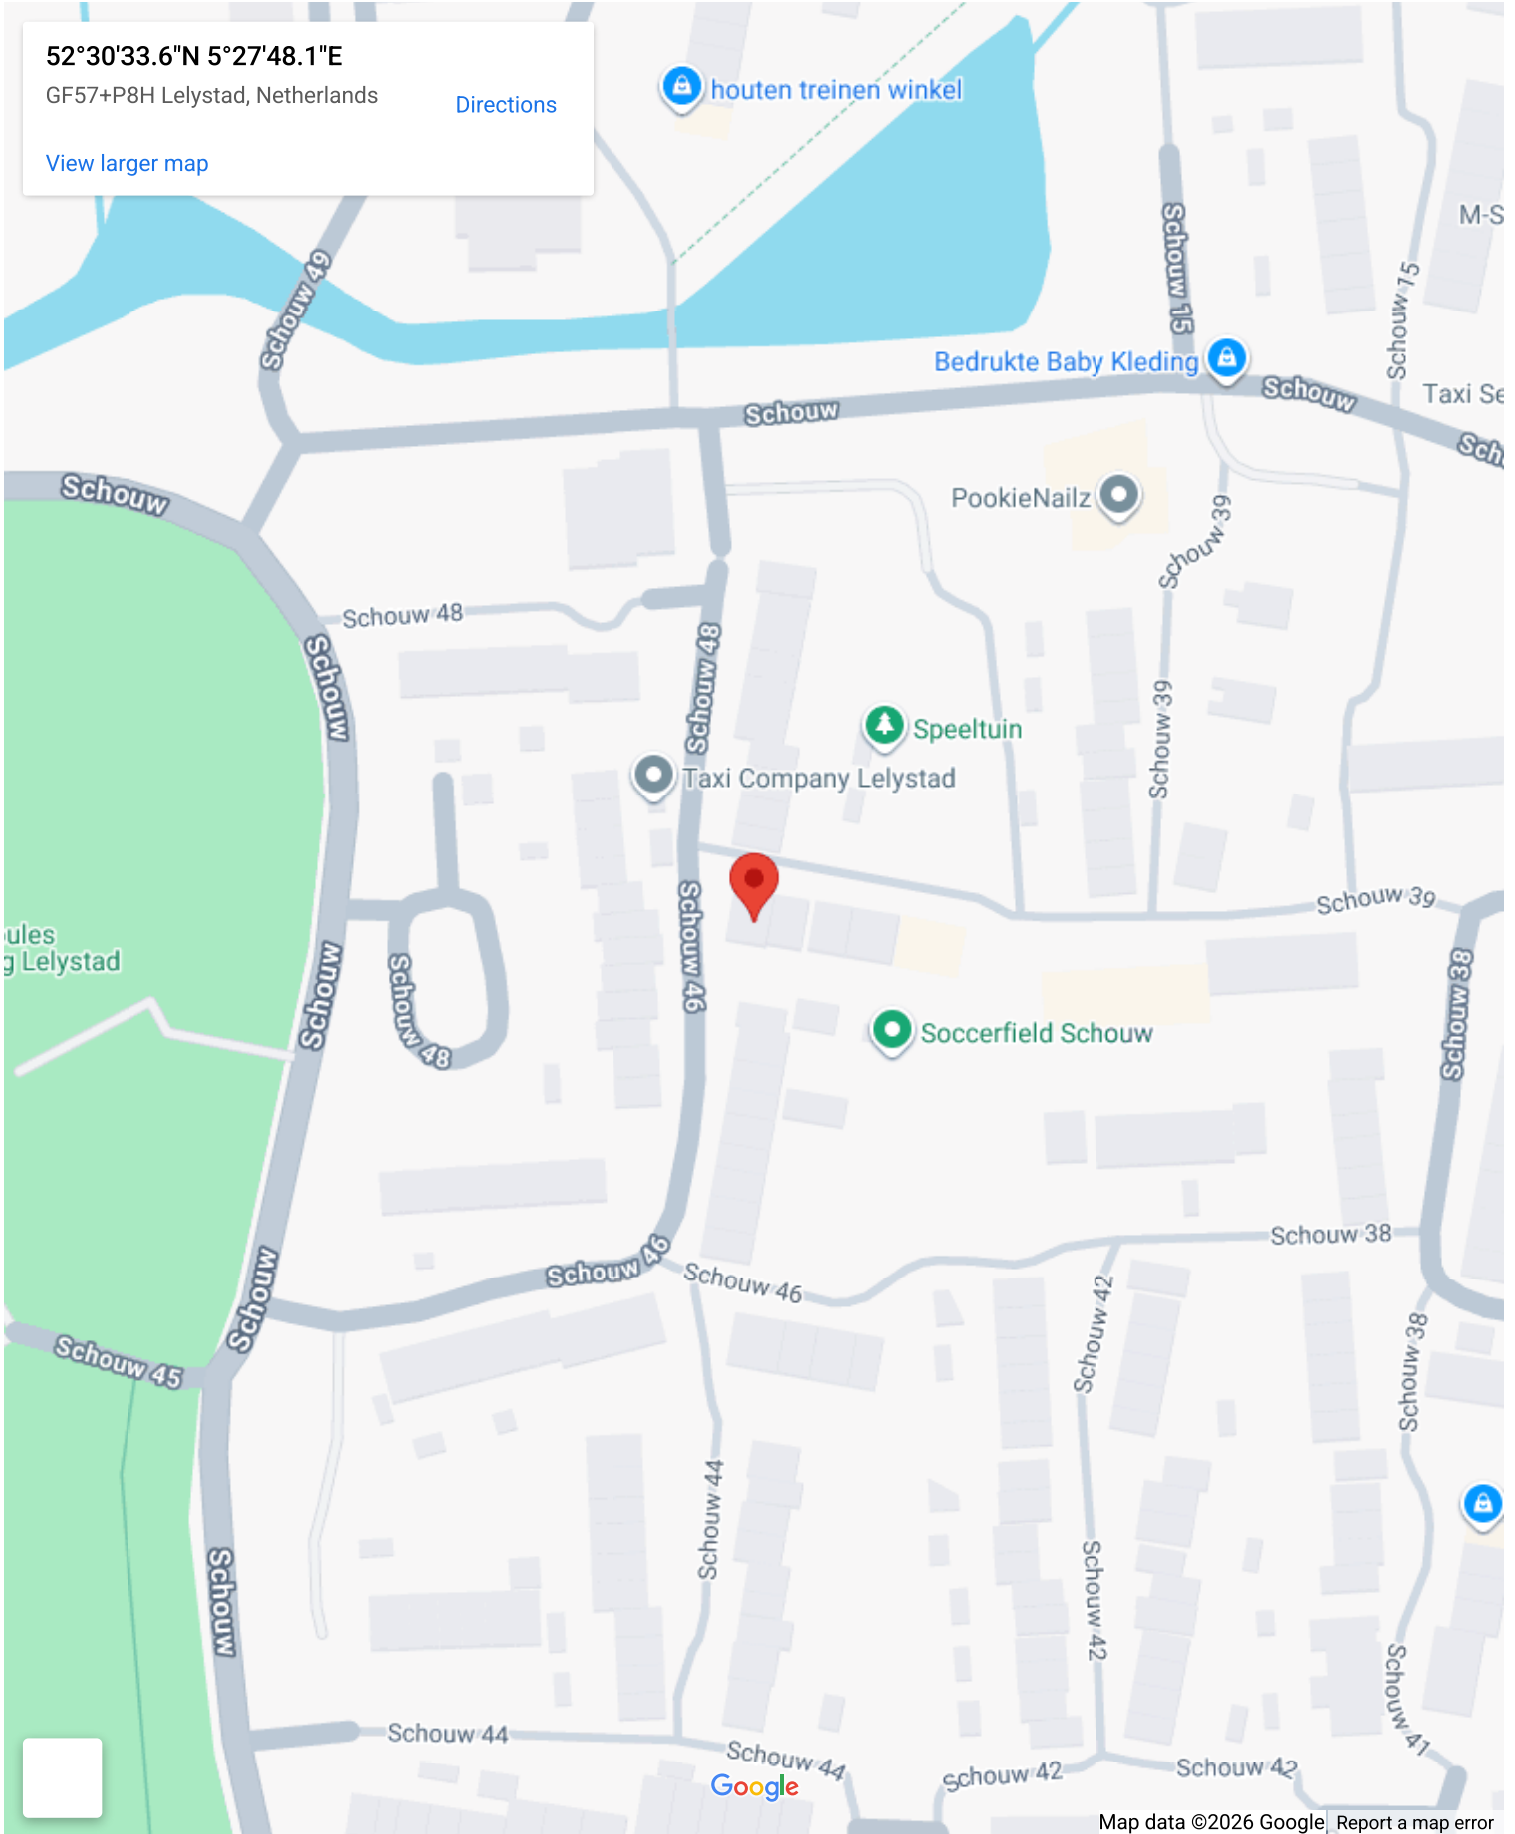 52°30'33.6"N 5°27'48.1"E
GF57+P8H Lelystad, Netherlands
Directions
View larger map
houten treinen winkel
M-S
Schouw 15
Schouw 49
Schouw 15
Bedrukte Baby Kleding
Taxi Se
Schouw
Schouw
Sch
Schouw
PookieNailz
Schouw 39
Schouw 48
Schouw
Schouw 48
Schouw 39
Speeltuin
Taxi Company Lelystad
Schouw 39
Schouw 46
ules
g Lelystad
Schouw
Schouw 48
Schouw 38
Soccerfield Schouw
Schouw 38
Schouw 46
Schouw 46
Schouw
Schouw 42
Schouw 38
Schouw 45
Schouw 44
Schouw
Schouw 42
Schouw 41
Schouw 44
Schouw 44
Schouw 42
Schouw 42
Google
Map data ©2026 Google
Report a map error